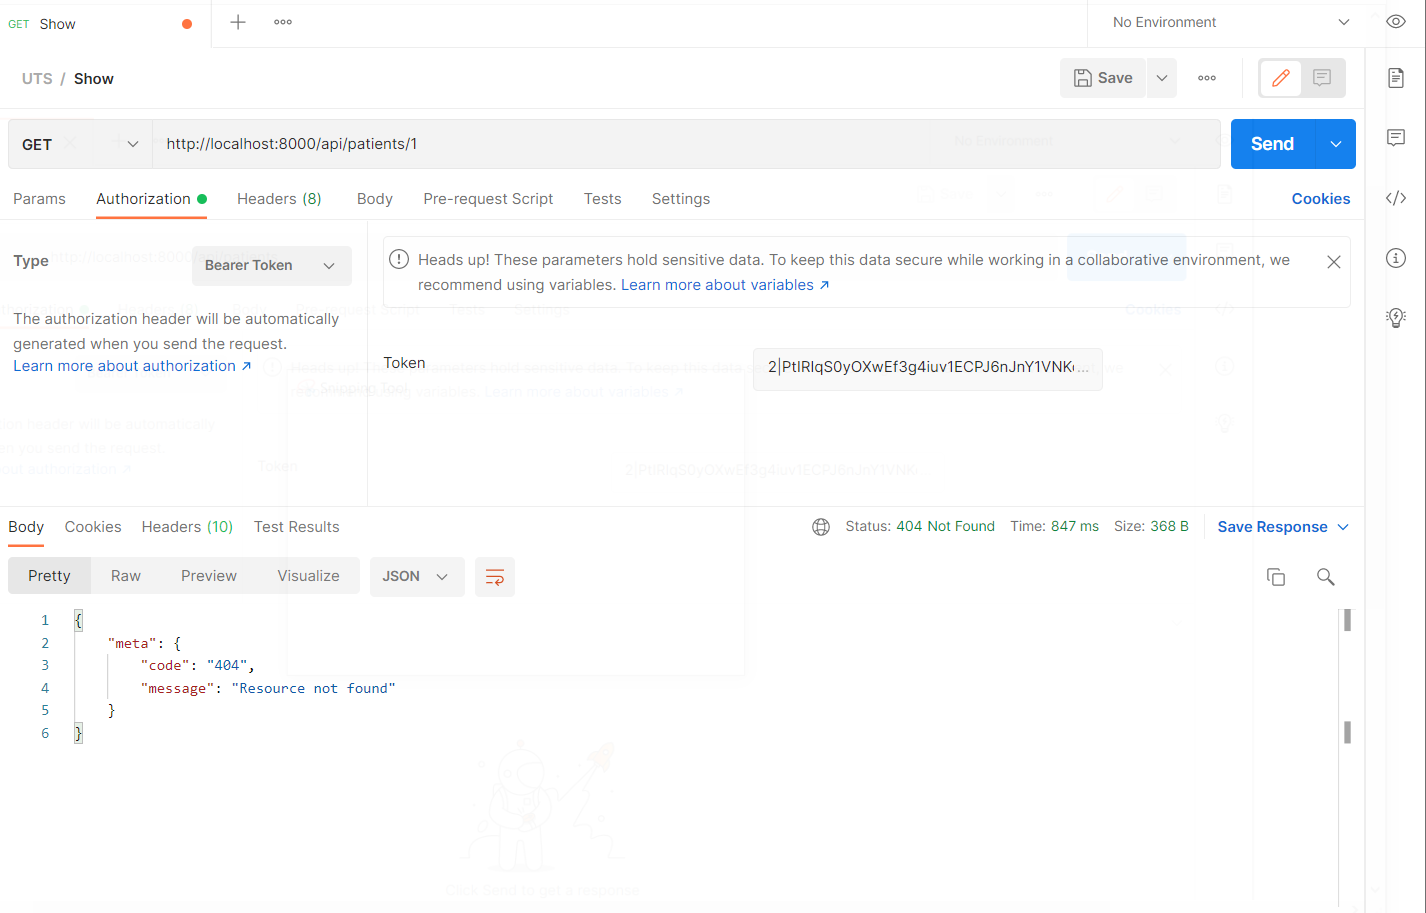 GET Show
No Environment
UTS / Show
Save
GET http://localhost:8000/api/patients/1
Send
Params Authorization Headers (8) Body Pre-request Script Tests Settings Cookies
Type Bearer Token
Heads up! These parameters hold sensitive data. To keep this data secure while working in a collaborative environment, we
recommend using variables. Learn more about variables ↗
The authorization header will be automatically
generated when you send the request.
Learn more about authorization ↗
Token 2|PtIRIqS0yOXwEf3g4iuv1ECPJ6nJnY1VNK ...
Body Cookies Headers (10) Test Results
Status: 404 Not Found Time: 847 ms Size: 368 B Save Response
Pretty Raw Preview Visualize JSON
1 {
2 "meta": {
3 "code": "404",
4 "message": "Resource not found"
5 }
6 }
Click Send to get a response